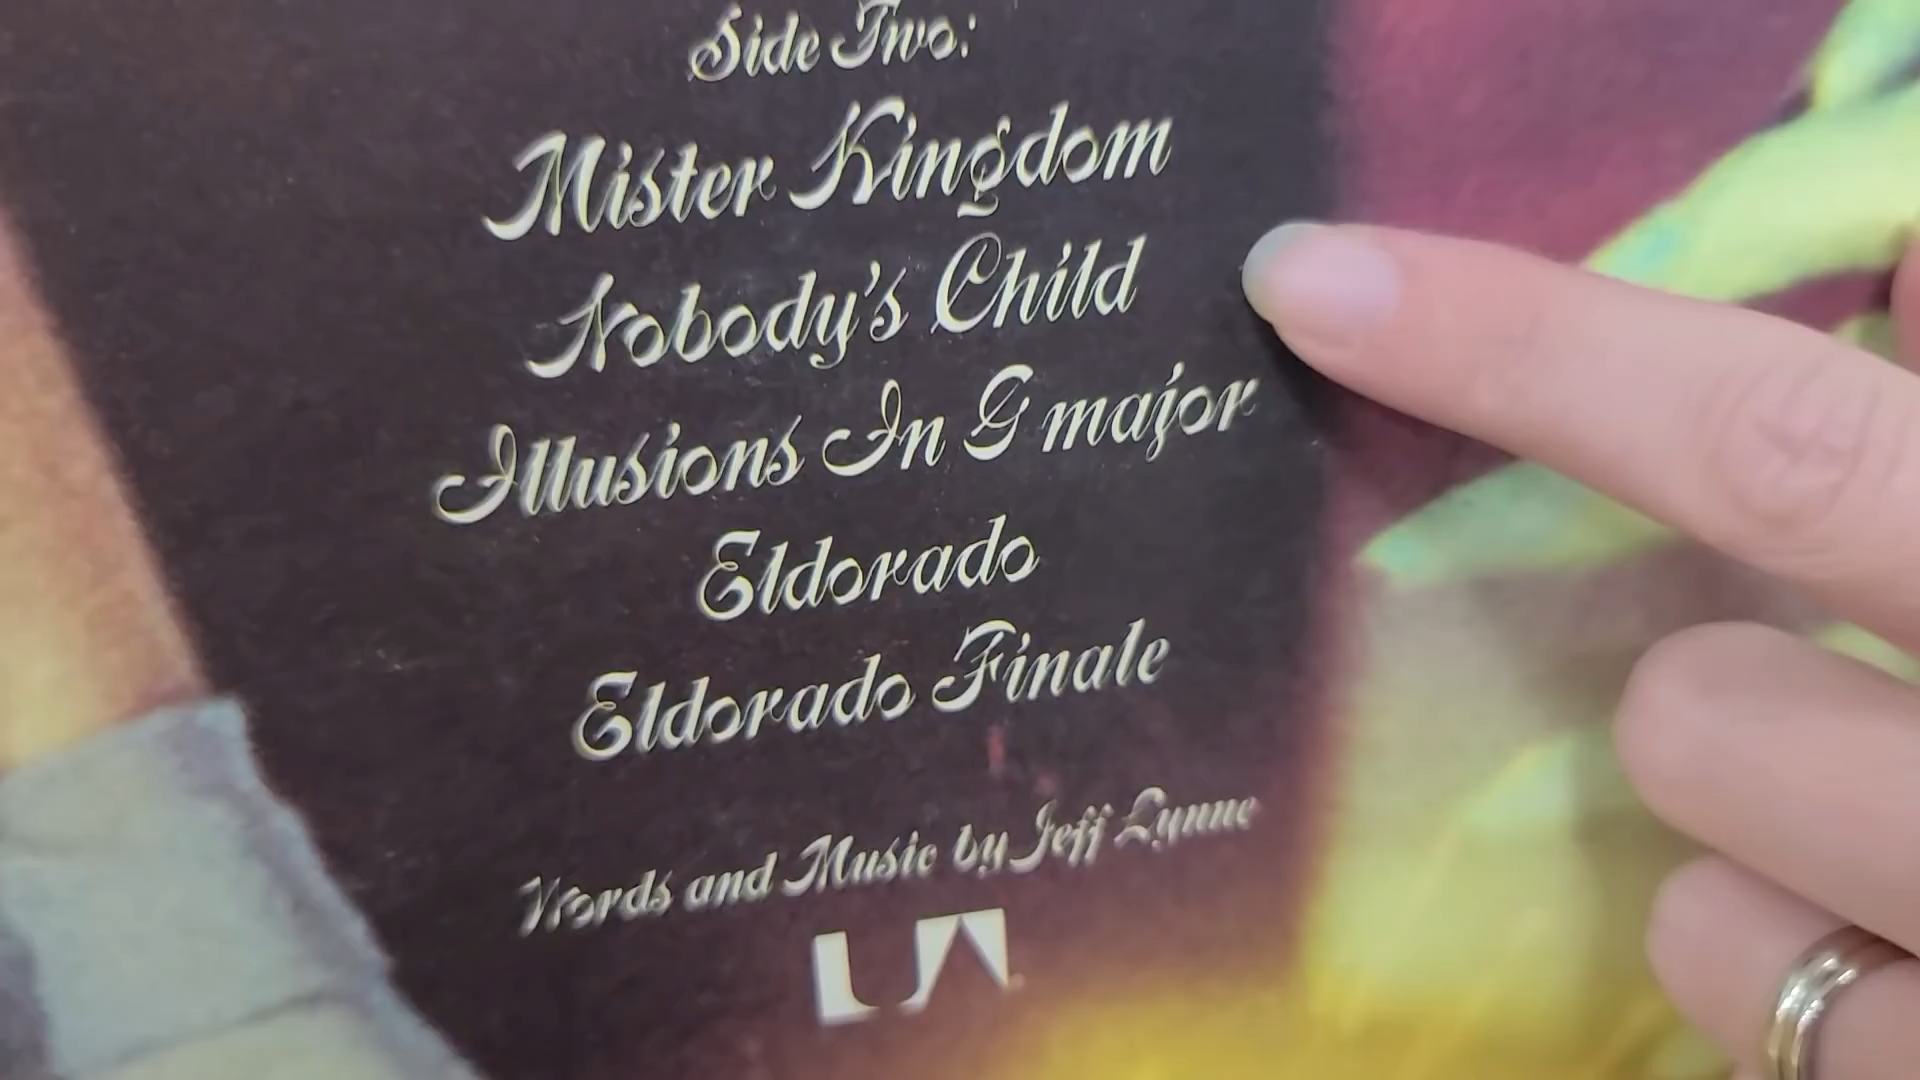 Side Two:
Mister Kingdom
Nobody's Child
Illusions In G major
Eldorado
Eldorado Finale
Words and Music by Jeff Lynne
UA